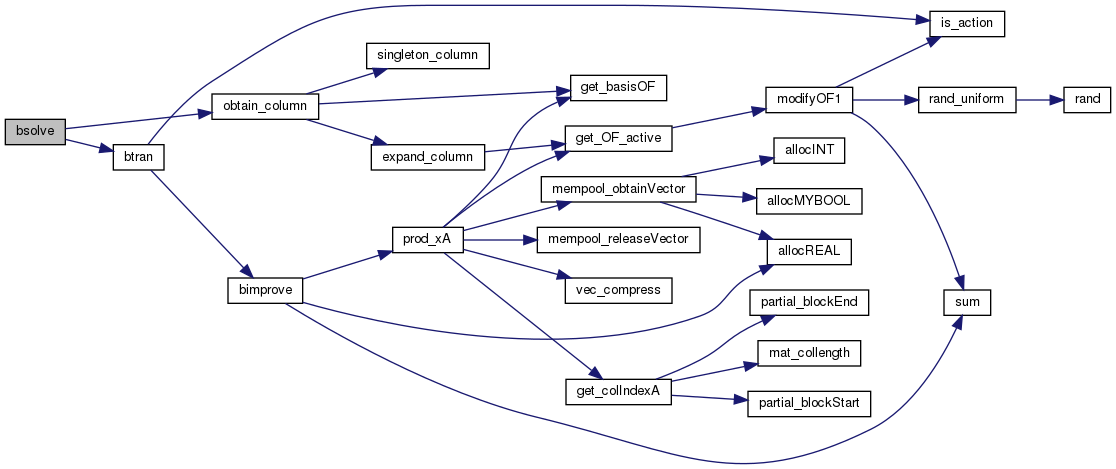 is_action
singleton_column
get_basisOF
modifyOF1
rand_uniform
rand
obtain_column
bsolve
get_OF_active
btran
expand_column
allocINT
mempool_obtainVector
allocMYBOOL
prod_xA
mempool_releaseVector
allocREAL
bimprove
vec_compress
partial_blockEnd
sum
mat_collength
get_colIndexA
partial_blockStart